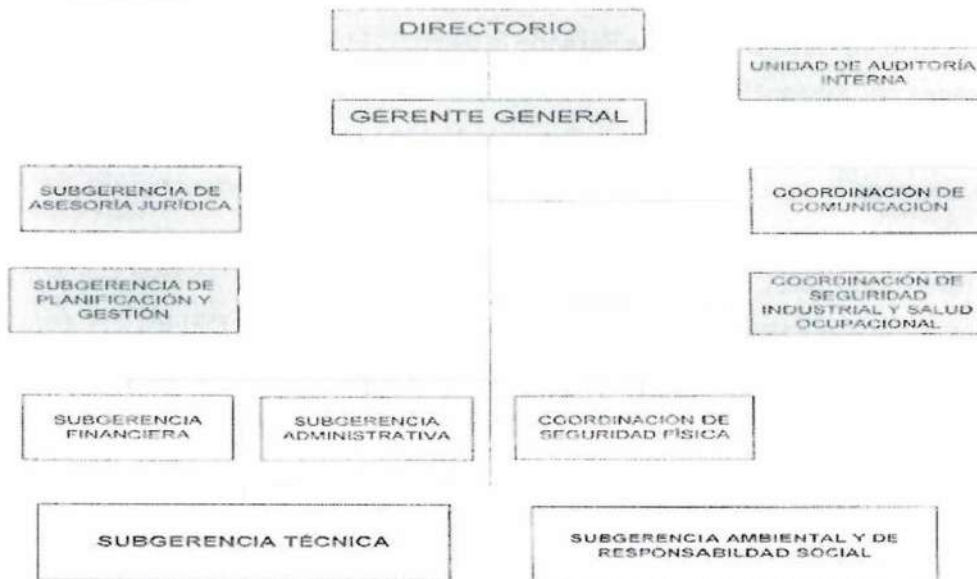 DIRECTORIO
UNIDAD DE AUDITORÍA
INTERNA
GERENTE GENERAL
SUBGERENCIA DE
ASESORÍA JURÍDICA
COORDINACIÓN DE
COMUNICACIÓN
SUBGERENCIA DE
PLANIFICACIÓN Y
GESTIÓN
COORDINACIÓN DE
SEGURIDAD
INDUSTRIAL Y SALUD
OCUPACIONAL
SUBGERENCIA
FINANCIERA
SUBGERENCIA
ADMINISTRATIVA
COORDINACIÓN DE
SEGURIDAD FÍSICA
SUBGERENCIA TÉCNICA
SUBGERENCIA AMBIENTAL Y DE
RESPONSABILDAD SOCIAL